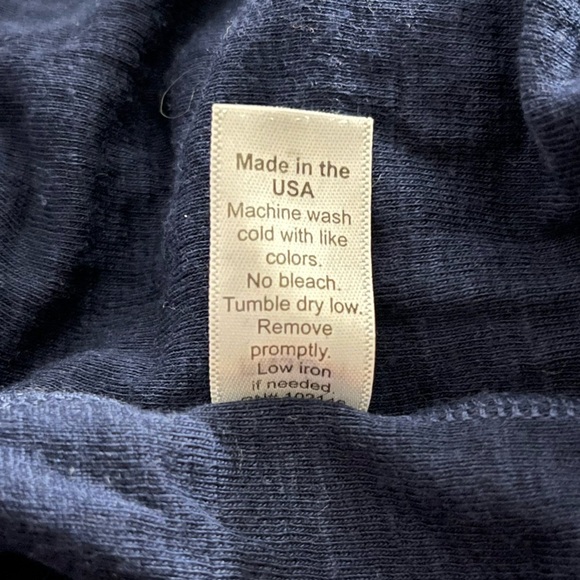 Made in the
USA
Machine wash
cold with like
colors.
No bleach.
Tumble dry low.
Remove
promptly.
Low iron
if needed